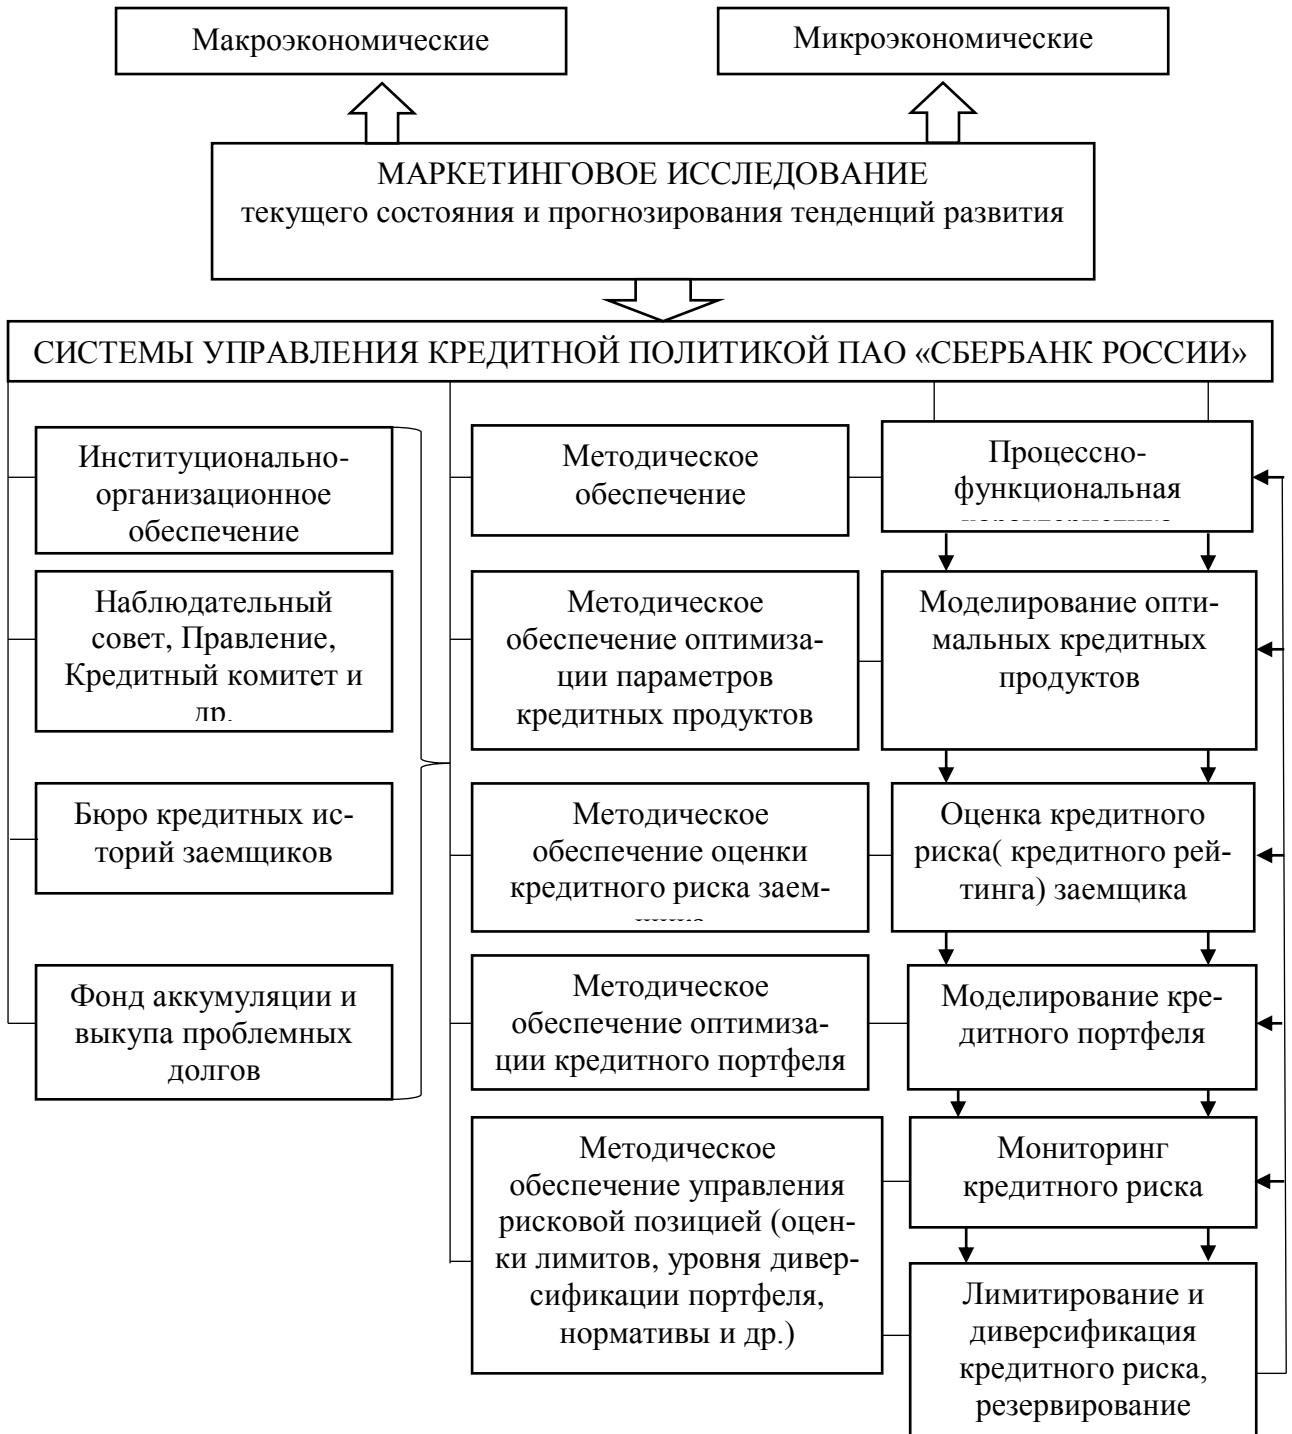 Макроэкономические
Микроэкономические
МАРКЕТИНГОВОЕ ИССЛЕДОВАНИЕ
текущего состояния и прогнозирования тенденций развития
СИСТЕМЫ УПРАВЛЕНИЯ КРЕДИТНОЙ ПОЛИТИКОЙ ПАО «СБЕРБАНК РОССИИ»
Институционально-
организационное
обеспечение
Наблюдательный
совет, Правление,
Кредитный комитет и
др.
Бюро кредитных ис-
торий заемщиков
Фонд аккумуляции и
выкупа проблемных
долгов
Методическое
обеспечение
Методическое
обеспечение оптимиза-
ции параметров
кредитных продуктов
Методическое
обеспечение оценки
кредитного риска заем-
Методическое
обеспечение оптимиза-
ции кредитного портфеля
Методическое
обеспечение управления
рисковой позицией (оцен-
ки лимитов, уровня дивер-
сификации портфеля,
нормативы и др.)
Процессно-
функциональная
Моделирование опти-
мальных кредитных
продуктов
Оценка кредитного
риска( кредитного рей-
тинга) заемщика
Моделирование кре-
дитного портфеля
Мониторинг
кредитного риска
Лимитирование и
диверсификация
кредитного риска,
резервирование